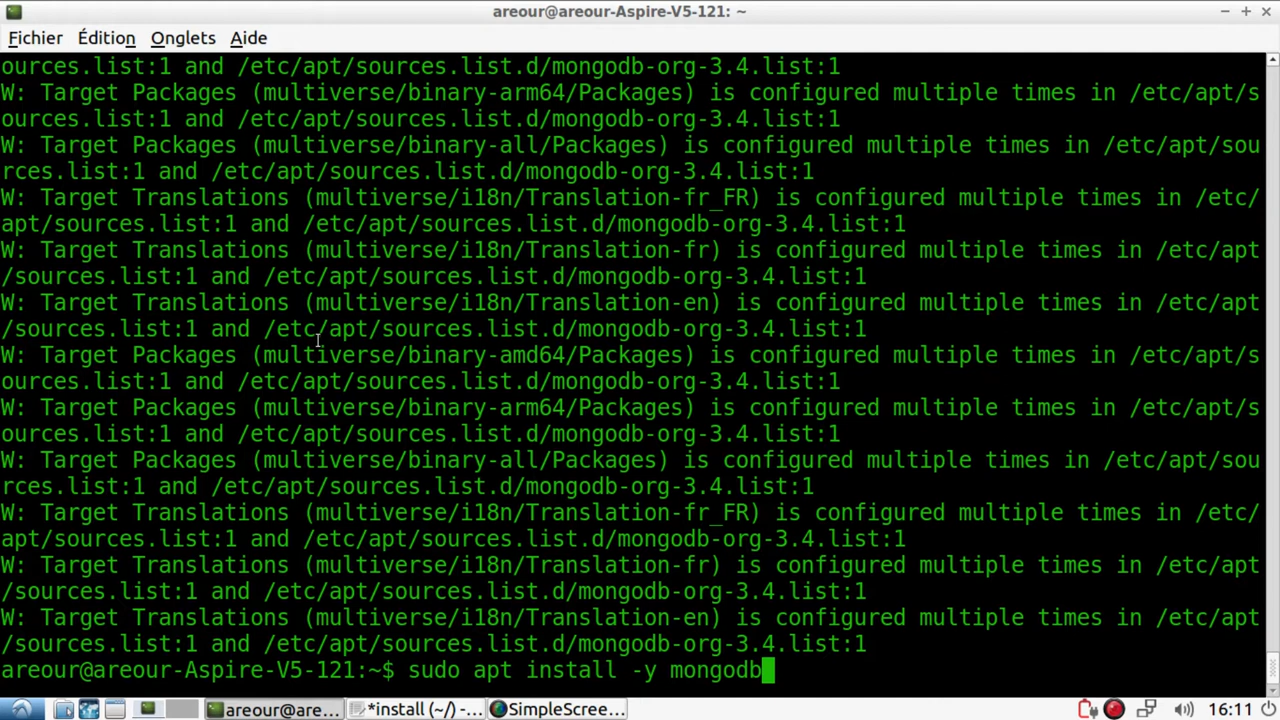 areour@areour-Aspire-V5-121: ~
Fichier Édition Onglets Aide
ources.list:1 and /etc/apt/sources.list.d/mongodb-org-3.4.list:1
W: Target Packages (multiverse/binary-arm64/Packages) is configured multiple times in /etc/apt/s
ources.list:1 and /etc/apt/sources.list.d/mongodb-org-3.4.list:1
W: Target Packages (multiverse/binary-all/Packages) is configured multiple times in /etc/apt/sou
rces.list:1 and /etc/apt/sources.list.d/mongodb-org-3.4.list:1
W: Target Translations (multiverse/i18n/Translation-fr_FR) is configured multiple times in /etc/
apt/sources.list:1 and /etc/apt/sources.list.d/mongodb-org-3.4.list:1
W: Target Translations (multiverse/i18n/Translation-fr) is configured multiple times in /etc/apt
/sources.list:1 and /etc/apt/sources.list.d/mongodb-org-3.4.list:1
W: Target Translations (multiverse/i18n/Translation-en) is configured multiple times in /etc/apt
/sources.list:1 and /etc/apt/sources.list.d/mongodb-org-3.4.list:1
W: Target Packages (multiverse/binary-amd64/Packages) is configured multiple times in /etc/apt/s
ources.list:1 and /etc/apt/sources.list.d/mongodb-org-3.4.list:1
W: Target Packages (multiverse/binary-arm64/Packages) is configured multiple times in /etc/apt/s
ources.list:1 and /etc/apt/sources.list.d/mongodb-org-3.4.list:1
W: Target Packages (multiverse/binary-all/Packages) is configured multiple times in /etc/apt/sou
rces.list:1 and /etc/apt/sources.list.d/mongodb-org-3.4.list:1
W: Target Translations (multiverse/i18n/Translation-fr_FR) is configured multiple times in /etc/
apt/sources.list:1 and /etc/apt/sources.list.d/mongodb-org-3.4.list:1
W: Target Translations (multiverse/i18n/Translation-fr) is configured multiple times in /etc/apt
/sources.list:1 and /etc/apt/sources.list.d/mongodb-org-3.4.list:1
W: Target Translations (multiverse/i18n/Translation-en) is configured multiple times in /etc/apt
/sources.list:1 and /etc/apt/sources.list.d/mongodb-org-3.4.list:1
areour@areour-Aspire-V5-121:~$ sudo apt install -y mongodb
areour@are... *install (~/) -... SimpleScree... 16:11